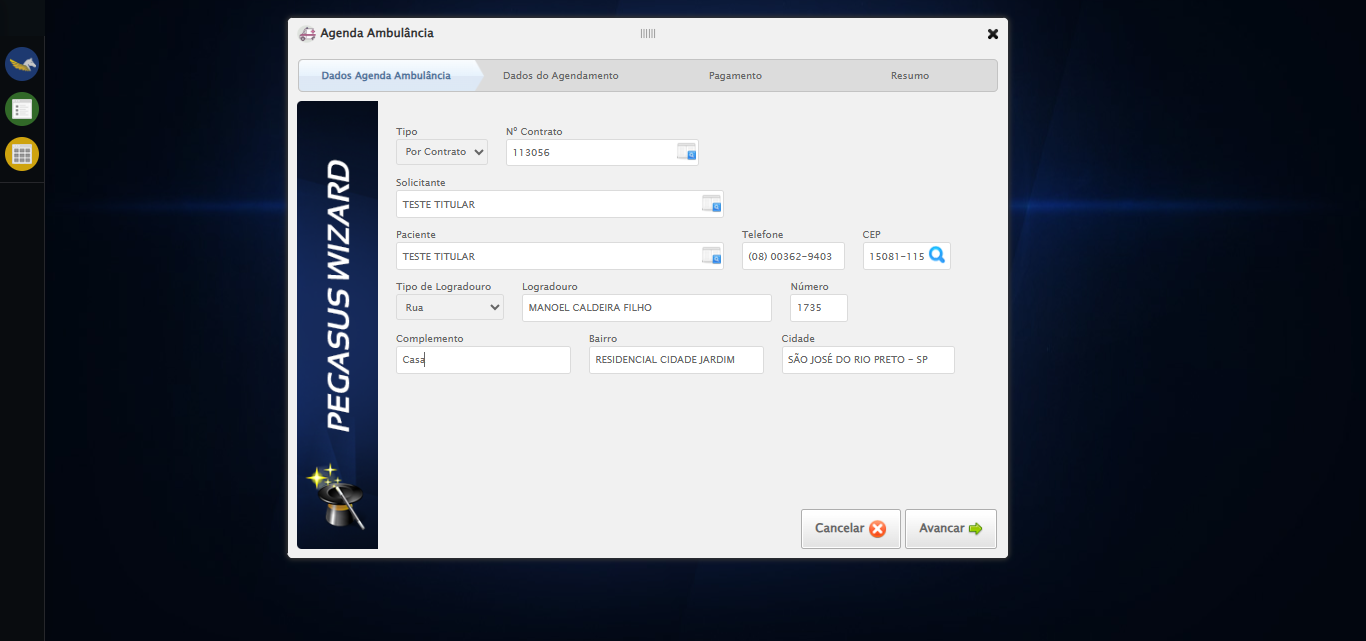 Agenda Ambulância
Dados Agenda Ambulância Dados do Agendamento Pagamento Resumo
PEGASUS WIZARD
Tipo Nº Contrato
Por Contrato 113056
Solicitante
TESTE TITULAR
Paciente Telefone CEP
TESTE TITULAR (08) 00362-9403 15081-115
Tipo de Logradouro Logradouro Número
Rua MANOEL CALDEIRA FILHO 1735
Complemento Bairro Cidade
Casa RESIDENCIAL CIDADE JARDIM SÃO JOSÉ DO RIO PRETO - SP
Cancelar Avancar